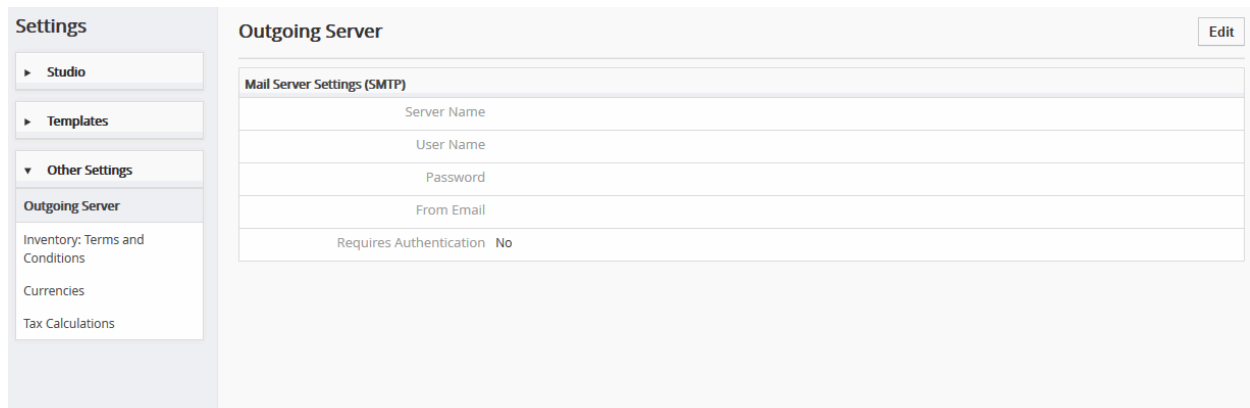 Settings
Studio
Templates
Other Settings
Outgoing Server
Inventory: Terms and
Conditions
Currencies
Tax Calculations
Outgoing Server
Edit
Mail Server Settings (SMTP)
Server Name
User Name
Password
From Email
Requires Authentication No